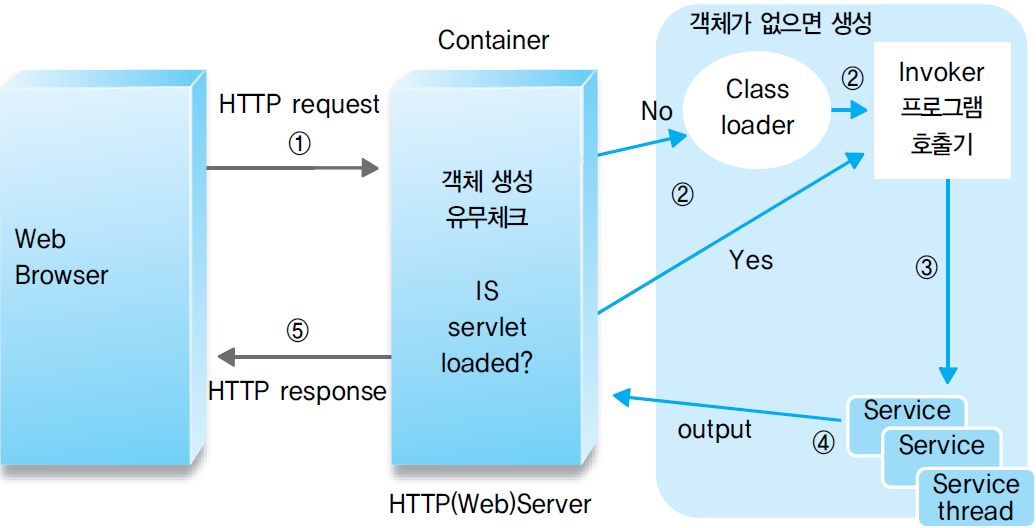 객체가 없으면 생성
Container
HTTP request
①
Web
Browser
객체 생성
유무체크
IS
servlet
loaded?
No
Class
loader
②
Invoker
프로그램
호출기
②
Yes
③
Service
Service
Service
thread
④
output
⑤
HTTP response
HTTP(Web)Server